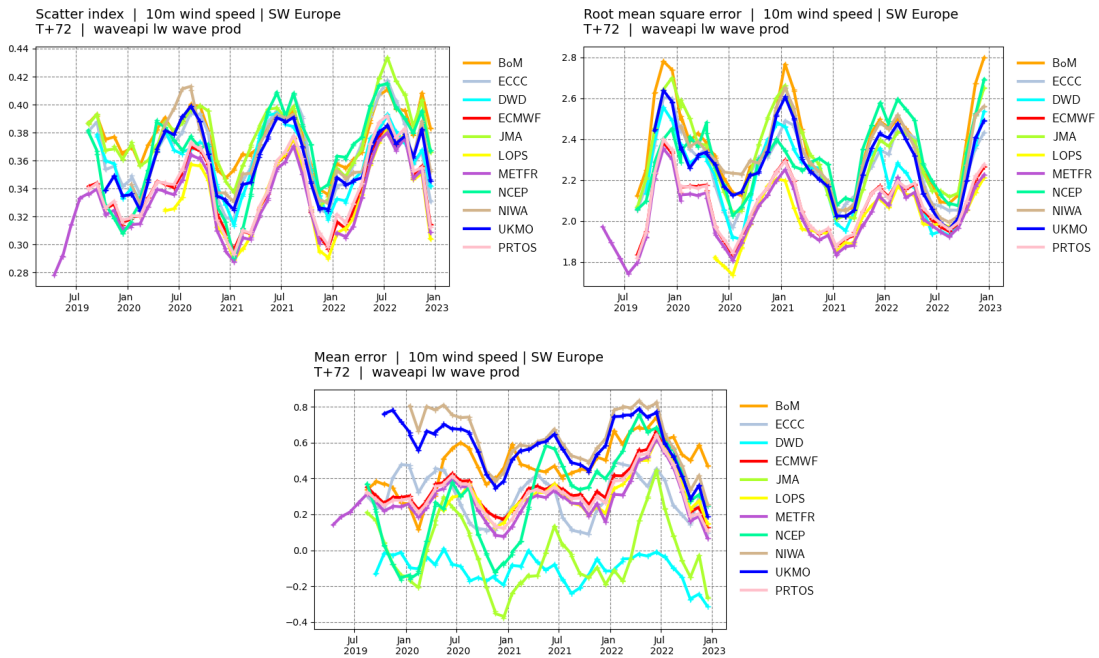 Scatter index | 10m wind speed | SW Europe
T+72 | waveapi lw wave prod
0.44
0.42
0.40
0.38
0.36
0.34
0.32
0.30
0.28
Jul Jan Jul Jan Jul Jan Jul Jan
2019 2020 2020 2021 2021 2022 2022 2023
BoM
ECCC
DWD
ECMWF
JMA
LOPS
METFR
NCEP
NIWA
UKMO
PRTOS
Root mean square error | 10m wind speed | SW Europe
T+72 | waveapi lw wave prod
2.8
2.6
2.4
2.2
2.0
1.8
Jul Jan Jul Jan Jul Jan Jul Jan
2019 2020 2020 2021 2021 2022 2022 2023
BoM
ECCC
DWD
ECMWF
JMA
LOPS
METFR
NCEP
NIWA
UKMO
PRTOS
Mean error | 10m wind speed | SW Europe
T+72 | waveapi lw wave prod
0.8
0.6
0.4
0.2
0.0
−0.2
−0.4
Jul Jan Jul Jan Jul Jan Jul Jan
2019 2020 2020 2021 2021 2022 2022 2023
BoM
ECCC
DWD
ECMWF
JMA
LOPS
METFR
NCEP
NIWA
UKMO
PRTOS